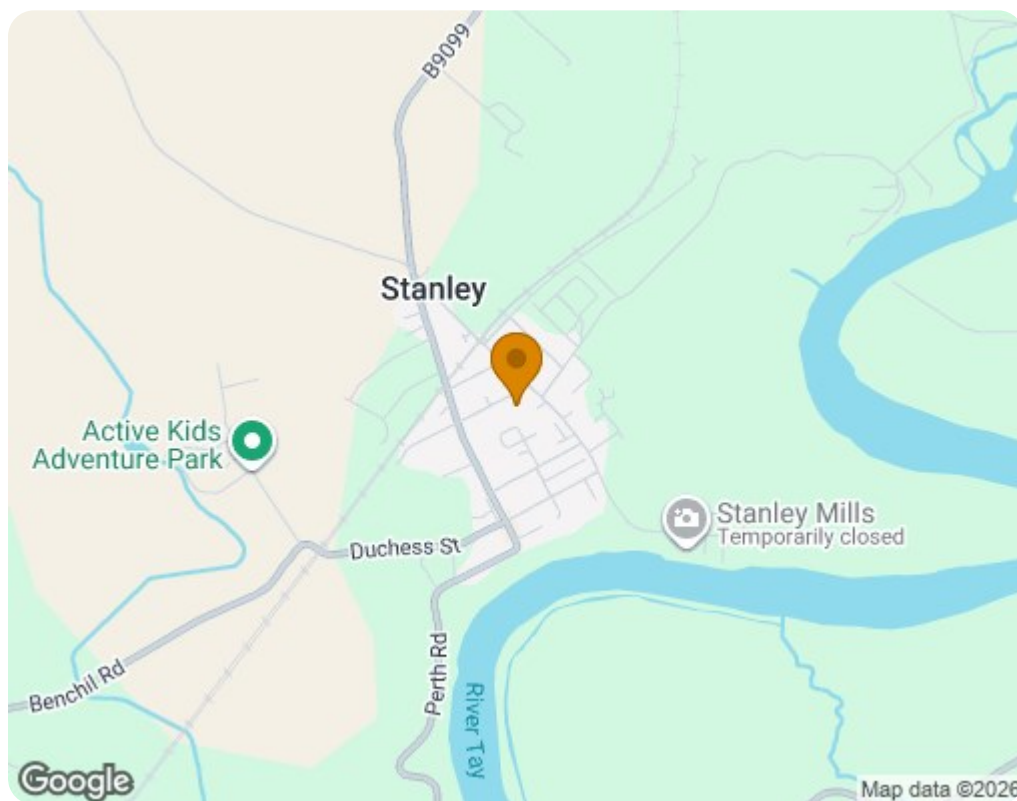 B9099
Stanley
Active Kids
Adventure Park
Stanley Mills
Temporarily closed
Duchess St
Benchil Rd
Perth Rd
River Tay
Google
Map data ©2026